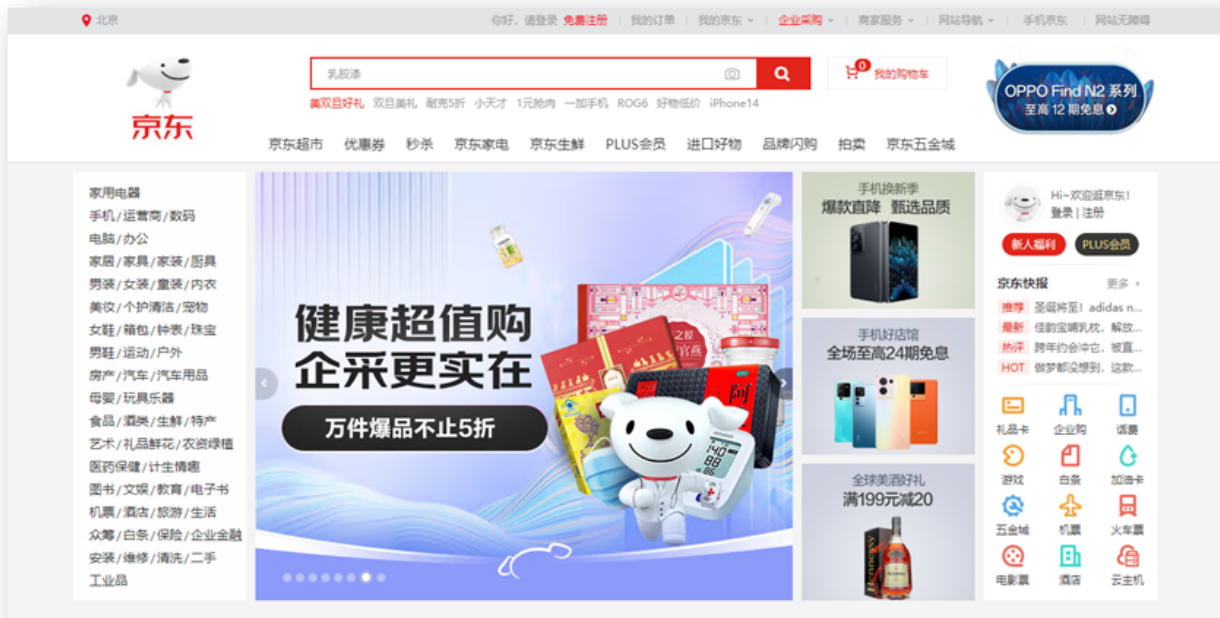 北京
你好，请登录 免费注册 我的订单 我的京东 企业采购 商家服务 网站导航 手机京东 网站无障碍
京东
乳胶漆
0 我的购物车
美双旦好礼 双旦美礼 耐克5折 小天才 1元抢肉 一加手机 ROG6 好物低价 iPhone14
OPPO Find N2 系列
至高 12 期免息
京东超市 优惠券 秒杀 京东家电 京东生鲜 PLUS会员 进口好物 品牌闪购 拍卖 京东五金城
家用电器
手机/运营商/数码
电脑/办公
家居/家具/家装/厨具
男装/女装/童装/内衣
美妆/个护清洁/宠物
女鞋/箱包/钟表/珠宝
男鞋/运动/户外
房产/汽车/汽车用品
母婴/玩具乐器
食品/酒类/生鲜/特产
艺术/礼品鲜花/农资绿植
医药保健/计生情趣
图书/文娱/教育/电子书
机票/酒店/旅游/生活
众筹/白条/保险/企业金融
安装/维修/清洗/二手
工业品
健康超值购
企采更实在
万件爆品不止5折
手机换新季
爆款直降 甄选品质
手机好店馆
全场至高24期免息
全球美酒好礼
满199元减20
Hennessy
Hi~欢迎逛京东!
登录 | 注册
新人福利 PLUS会员
京东快报 更多
推荐 圣诞将至！adidas n...
最新 佳韵宝哺乳枕，解放...
热评 跨年约会冲它，被直...
HOT 做梦都没想到，这款...
礼品卡 企业购 话费
游戏 白条 加油卡
五金城 机票 火车票
电影票 酒店 云主机